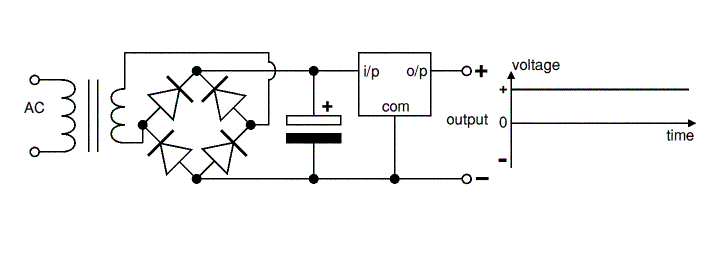 AC
+
i/p o/p
com
+
output
−
voltage
+
0
-
time